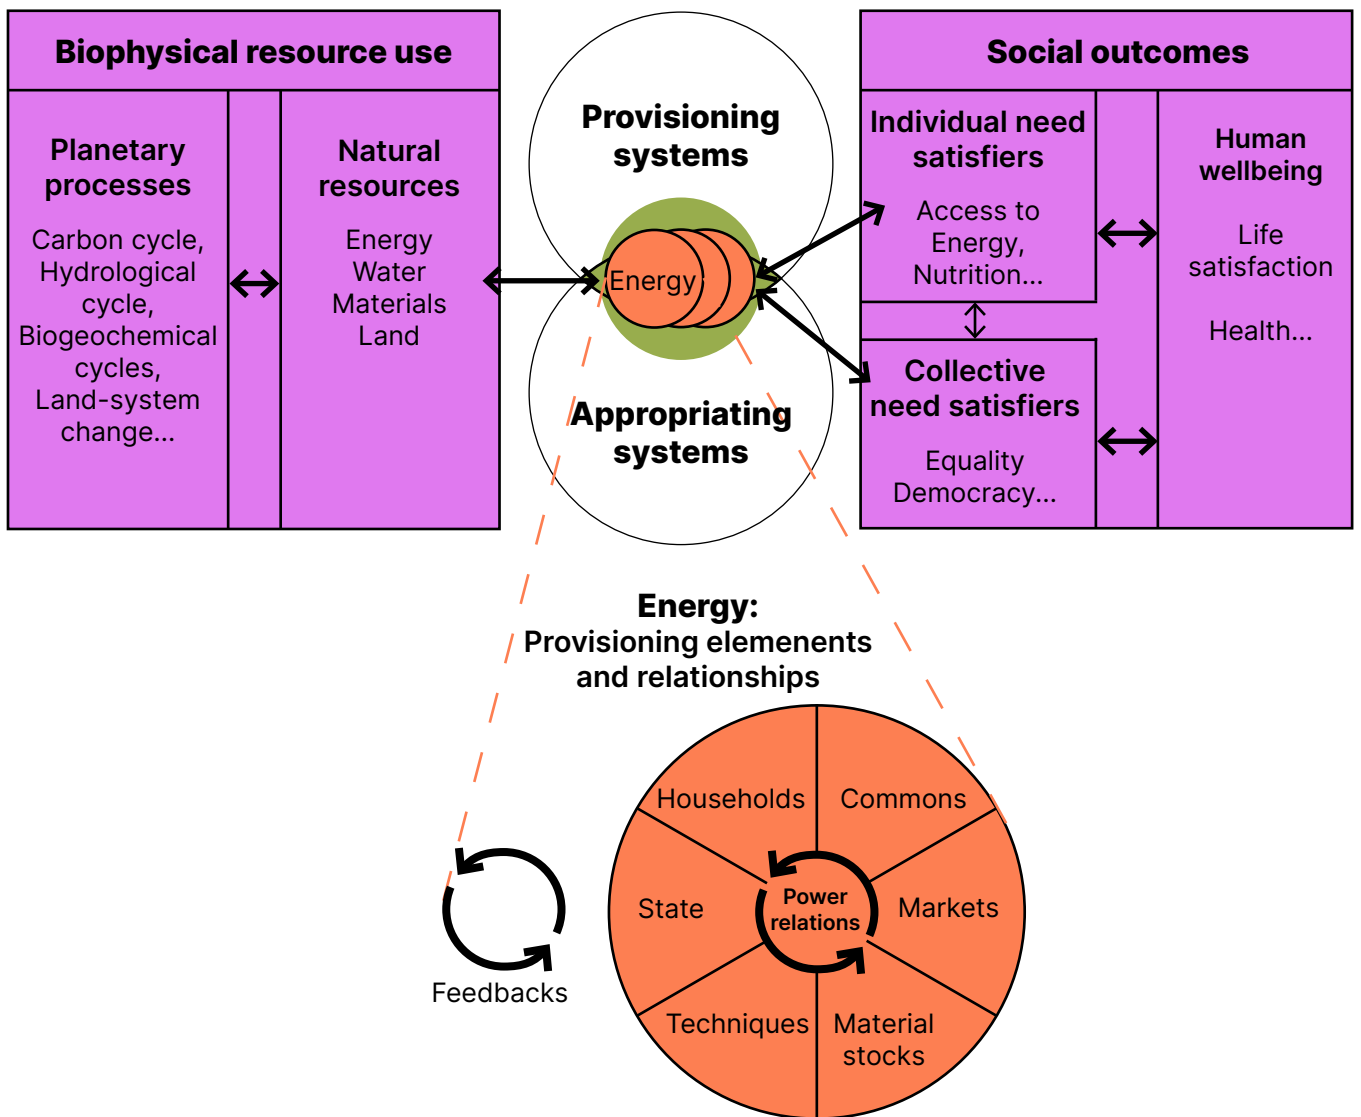 Biophysical resource use
Planetary
processes
Carbon cycle,
Hydrological
cycle,
Biogeochemical
cycles,
Land-system
change...
Natural
resources
Energy
Water
Materials
Land
Provisioning
systems
Energy
Appropriating
systems
Social outcomes
Individual need
satisfiers
Access to
Energy,
Nutrition...
Collective
need satisfiers
Equality
Democracy...
Human
wellbeing
Life
satisfaction
Health...
Energy:
Provisioning elemenents
and relationships
Feedbacks
Households
Commons
State
Power
relations
Markets
Techniques
Material
stocks